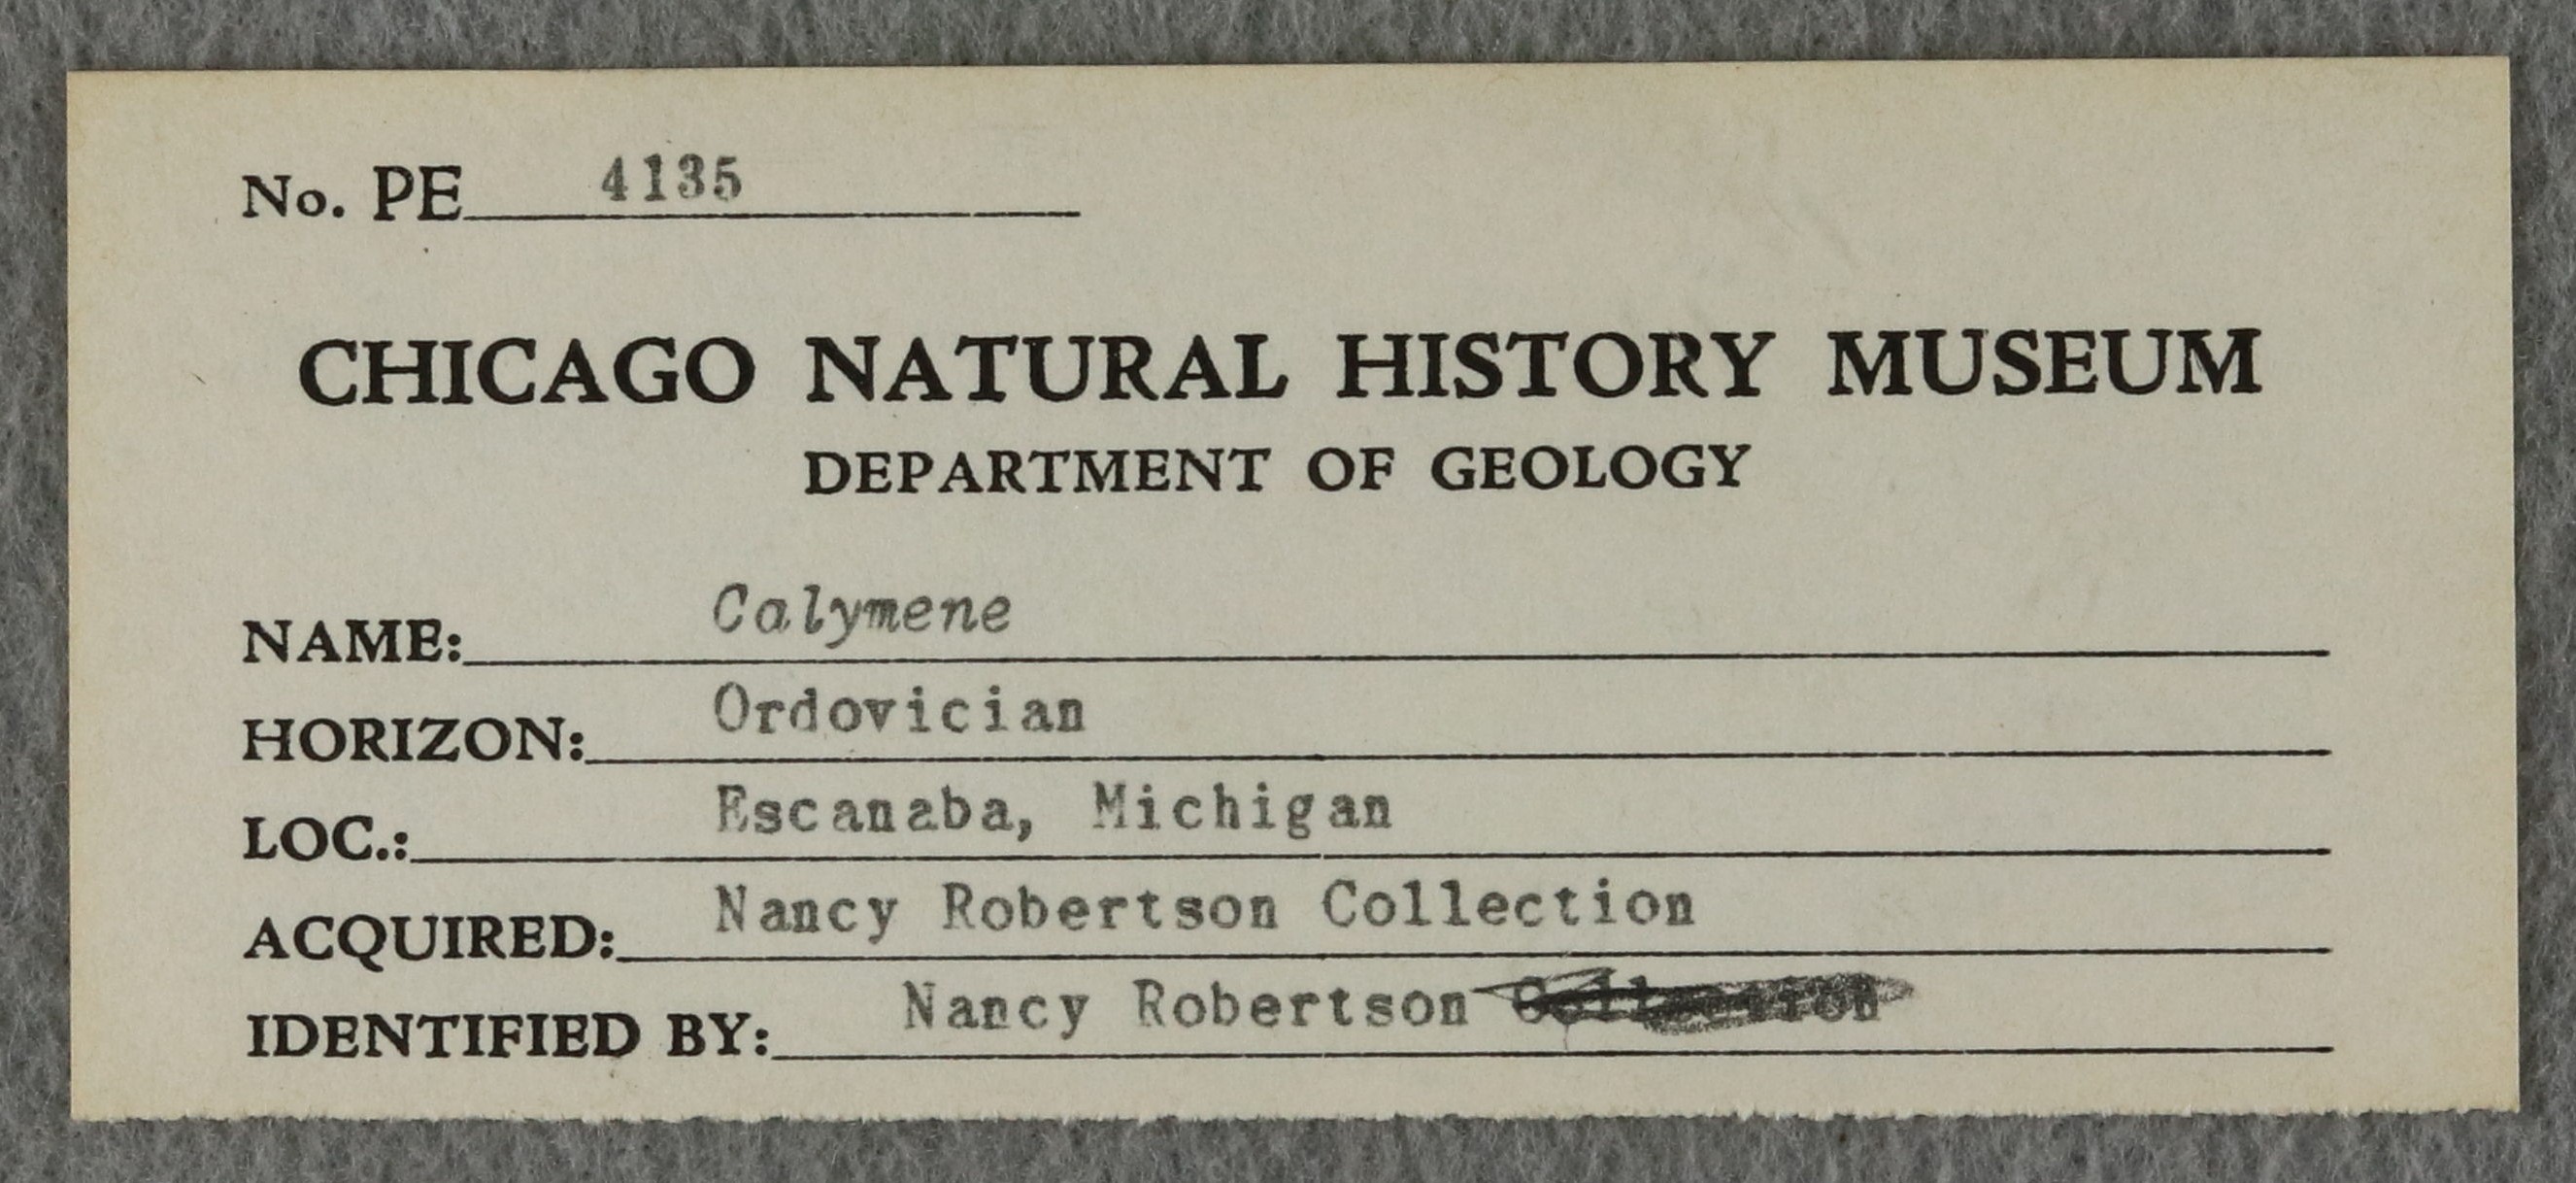 No. PE 4135
CHICAGO NATURAL HISTORY MUSEUM
DEPARTMENT OF GEOLOGY
NAME: Calymene
HORIZON: Ordovician
LOC.: Escanaba, Michigan
ACQUIRED: Nancy Robertson Collection
IDENTIFIED BY: Nancy Robertson Collection